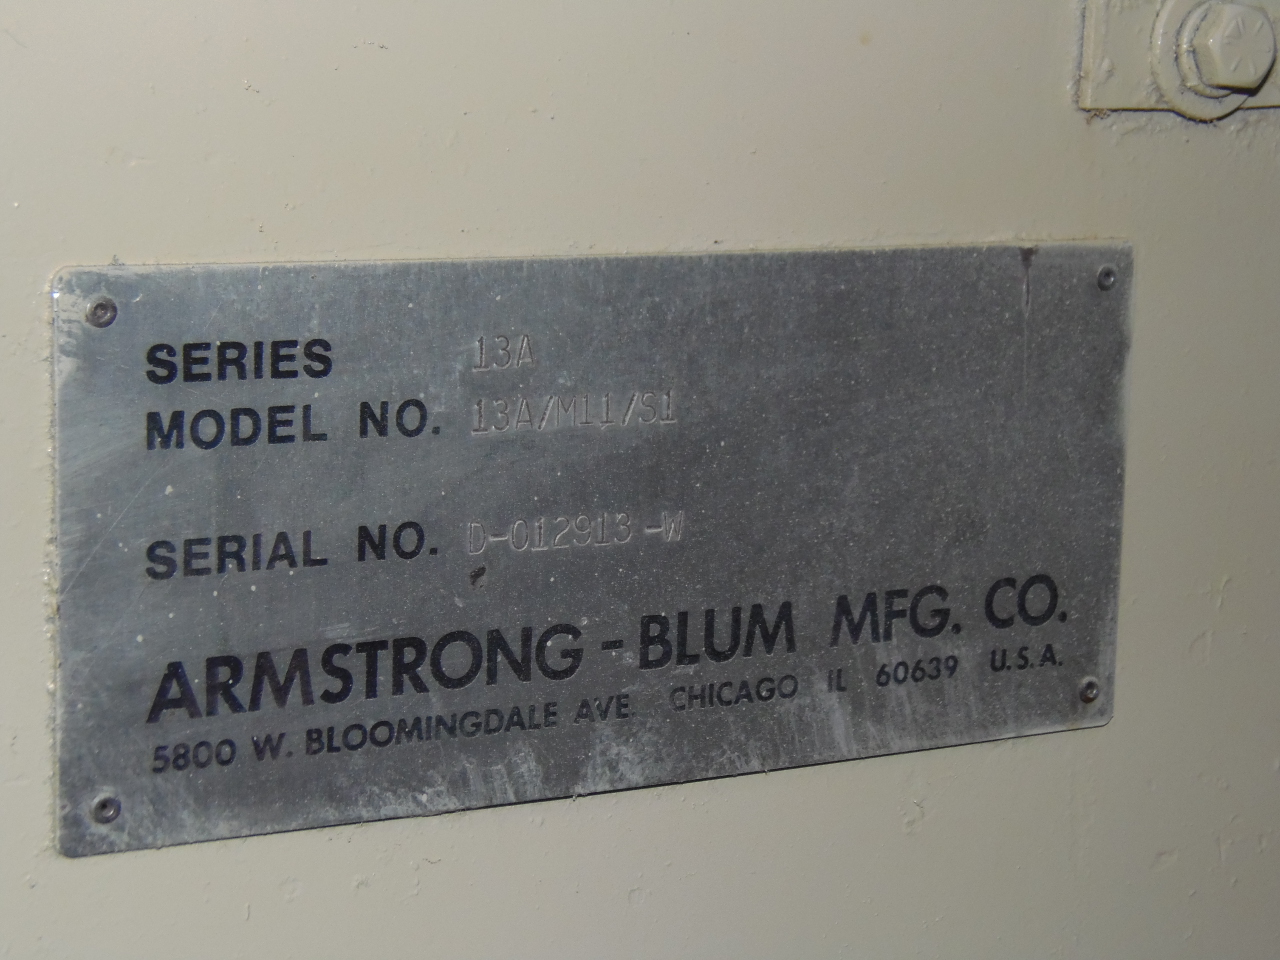 SERIES 13A
MODEL NO. 13A/M11/S1
SERIAL NO. D-012913-W
ARMSTRONG-BLUM MFG. CO.
5800 W. BLOOMINGDALE AVE. CHICAGO IL 60639 U.S.A.